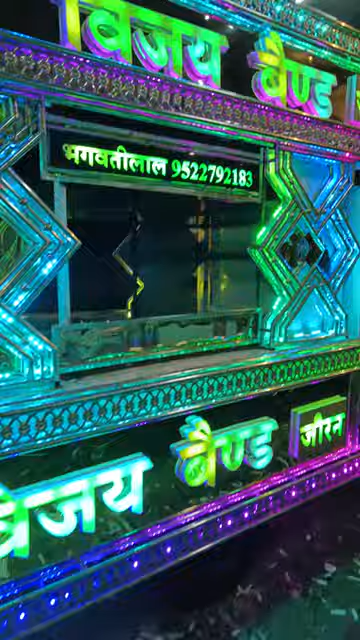 विजय बैण्ड
भगवतीलाल 9522792183
विजय बैण्ड जीरन